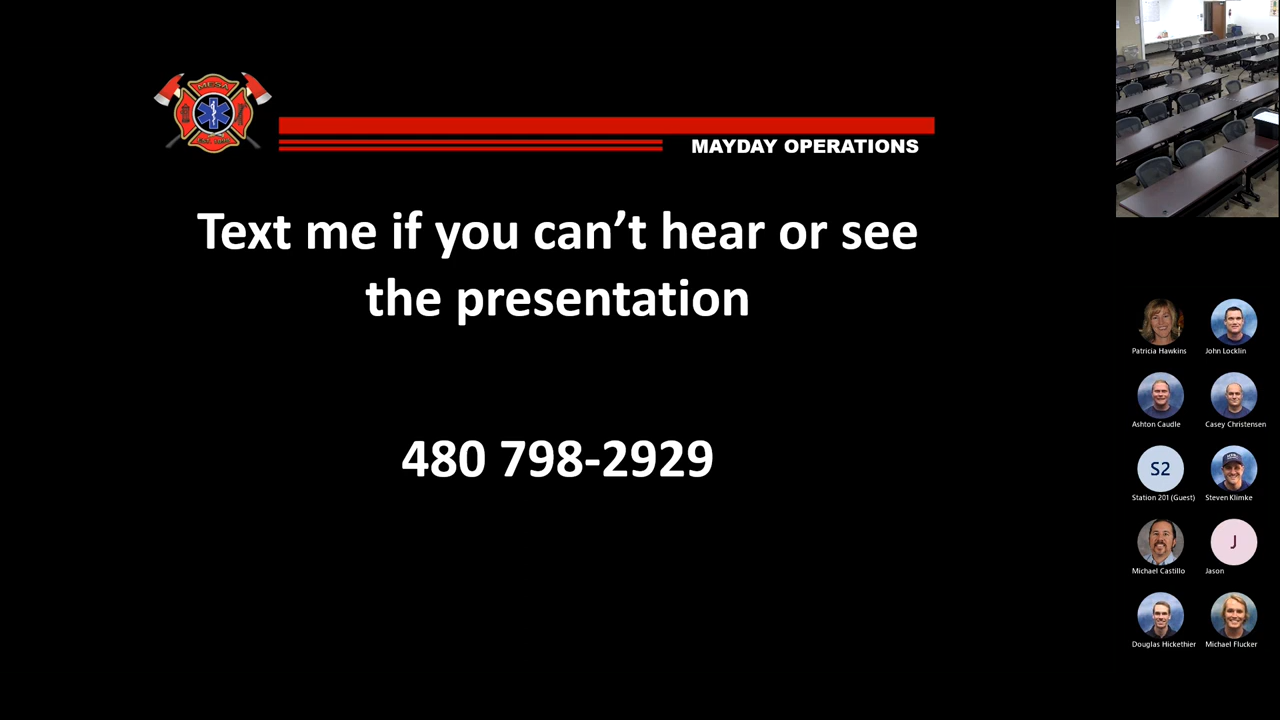 MESA
MAYDAY OPERATIONS
Text me if you can’t hear or see
the presentation
480 798-2929
Patricia Hawkins
John Locklin
Ashton Caudle
Casey Christensen
S2
Station 201 (Guest)
Steven Klimke
Michael Castillo
J
Jason
Douglas Hickethier
Michael Flucker